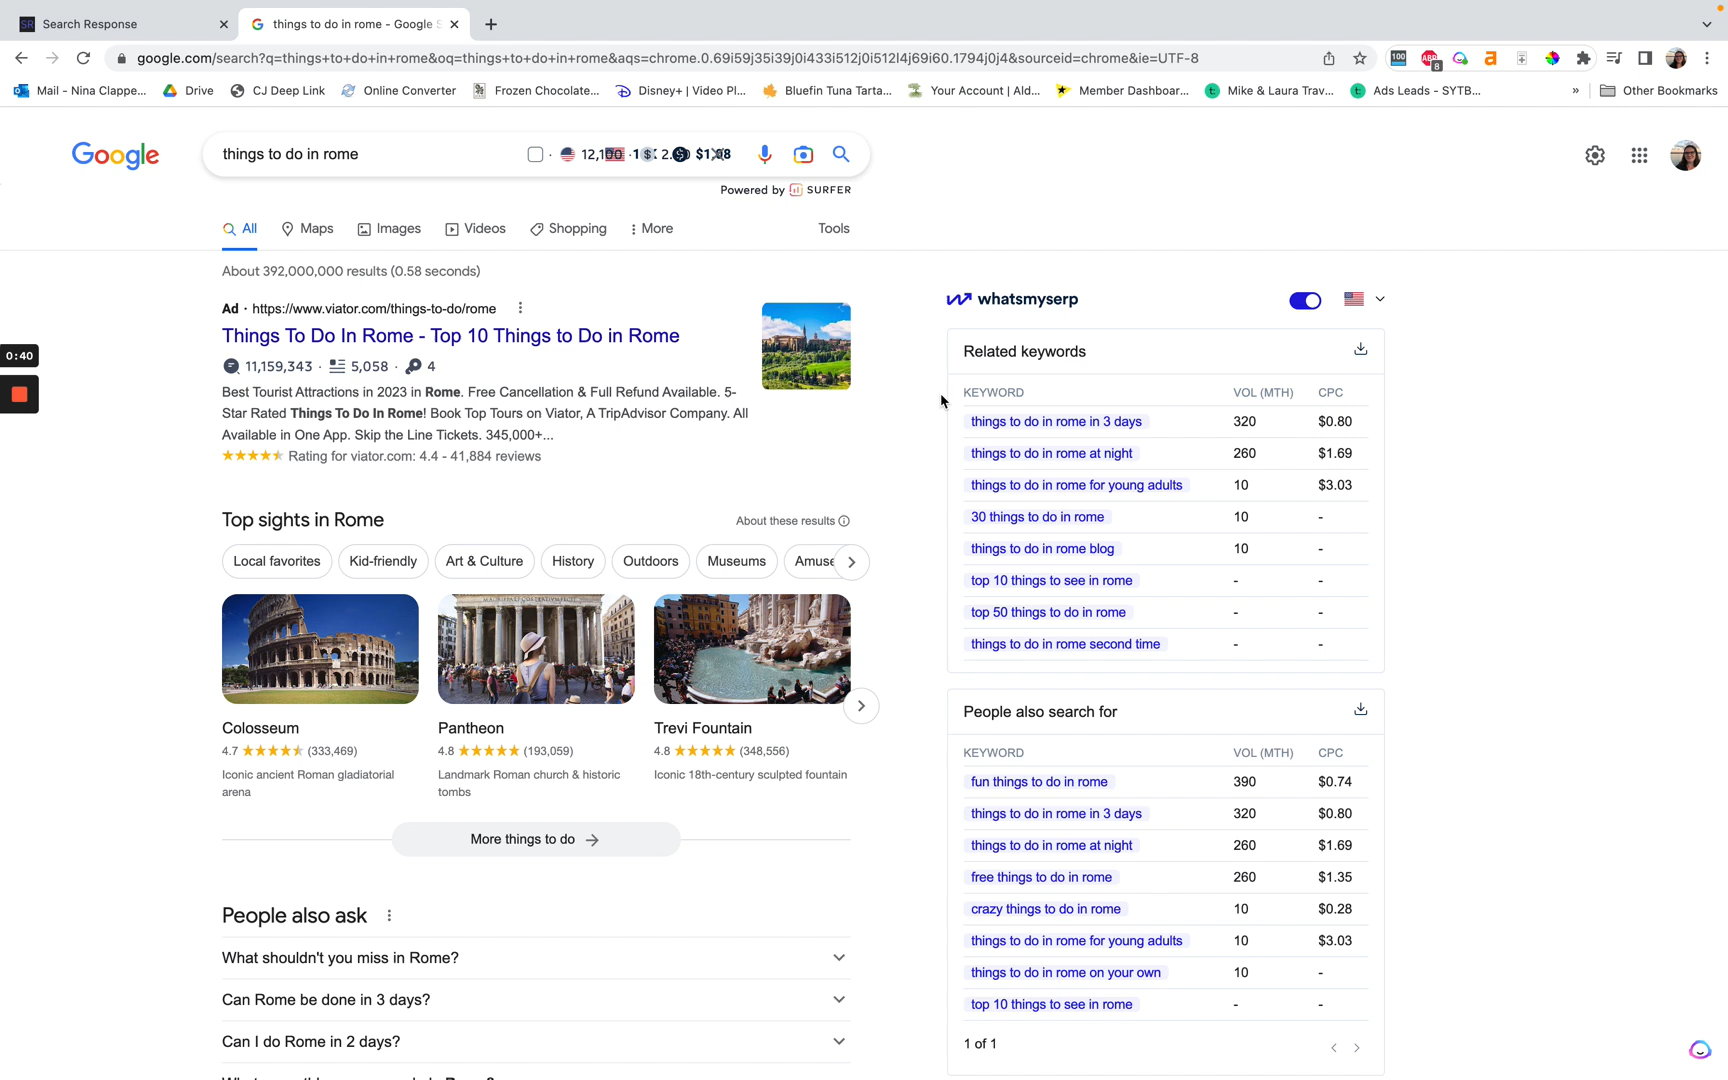 Search Response
things to do in rome - Google S
google.com/search?q=things+to+do+in+rome&oq=things+to+do+in+rome&aqs=chrome.0.69i59j35i39j0i433i512j0i512l4j69i60.1794j0j4&sourceid=chrome&ie=UTF-8
100
ABP
8
Mail - Nina Clappe...
Drive
CJ Deep Link
Online Converter
Frozen Chocolate...
Disney+ | Video Pl...
Bluefin Tuna Tarta...
Your Account | Ald...
Member Dashboar...
Mike & Laura Trav...
Ads Leads - SYTB...
»
Other Bookmarks
Google
things to do in rome
Powered by SURFER
All
Maps
Images
Videos
Shopping
More
Tools
About 392,000,000 results (0.58 seconds)
Ad · https://www.viator.com/things-to-do/rome
Things To Do In Rome - Top 10 Things to Do in Rome
11,159,343 · 5,058 · 4
Best Tourist Attractions in 2023 in Rome. Free Cancellation & Full Refund Available. 5-
Star Rated Things To Do In Rome! Book Top Tours on Viator, A TripAdvisor Company. All
Available in One App. Skip the Line Tickets. 345,000+...
Rating for viator.com: 4.4 - 41,884 reviews
0:40
Top sights in Rome
About these results
Local favorites
Kid-friendly
Art & Culture
History
Outdoors
Museums
Amuse
Colosseum
4.7 (333,469)
Iconic ancient Roman gladiatorial
arena
Pantheon
4.8 (193,059)
Landmark Roman church & historic
tombs
Trevi Fountain
4.8 (348,556)
Iconic 18th-century sculpted fountain
More things to do
People also ask
What shouldn't you miss in Rome?
Can Rome be done in 3 days?
Can I do Rome in 2 days?
whatsmyserp
Related keywords
KEYWORD VOL (MTH) CPC
things to do in rome in 3 days 320 $0.80
things to do in rome at night 260 $1.69
things to do in rome for young adults 10 $3.03
30 things to do in rome 10 -
things to do in rome blog 10 -
top 10 things to see in rome - -
top 50 things to do in rome - -
things to do in rome second time - -
People also search for
KEYWORD VOL (MTH) CPC
fun things to do in rome 390 $0.74
things to do in rome in 3 days 320 $0.80
things to do in rome at night 260 $1.69
free things to do in rome 260 $1.35
crazy things to do in rome 10 $0.28
things to do in rome for young adults 10 $3.03
things to do in rome on your own 10 -
top 10 things to see in rome - -
1 of 1